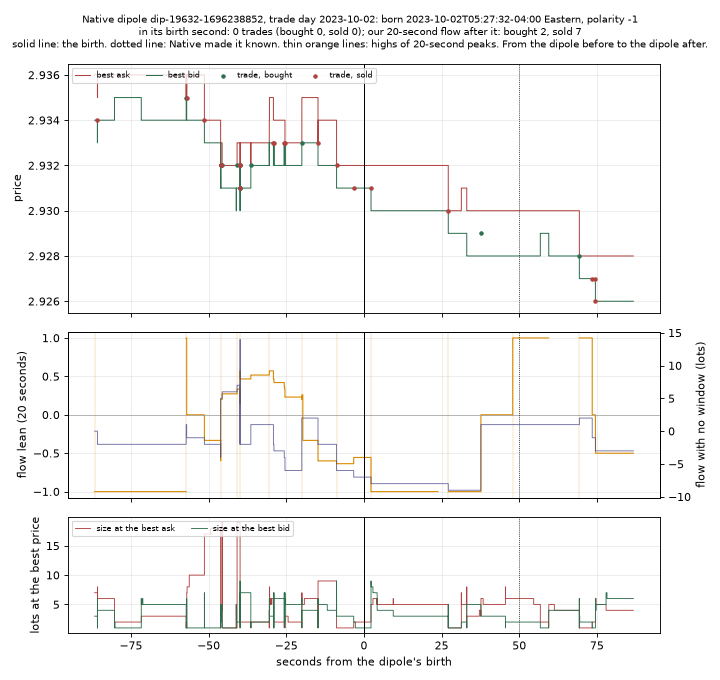 Native dipole dip-19632-1696238852, trade day 2023-10-02: born 2023-10-02T05:27:32-04:00 Eastern, polarity -1
in its birth second: 0 trades (bought 0, sold 0); our 20-second flow after it: bought 2, sold 7
solid line: the birth. dotted line: Native made it known. thin orange lines: highs of 20-second peaks. From the dipole before to the dipole after.
best ask best bid trade, bought trade, sold
2.936
2.934
2.932
2.930
2.928
2.926
price
1.0
0.5
0.0
−0.5
−1.0
flow lean (20 seconds)
15
10
5
0
−5
−10
flow with no window (lots)
size at the best ask size at the best bid
15
10
5
lots at the best price
−75 −50 −25 0 25 50 75
seconds from the dipole's birth